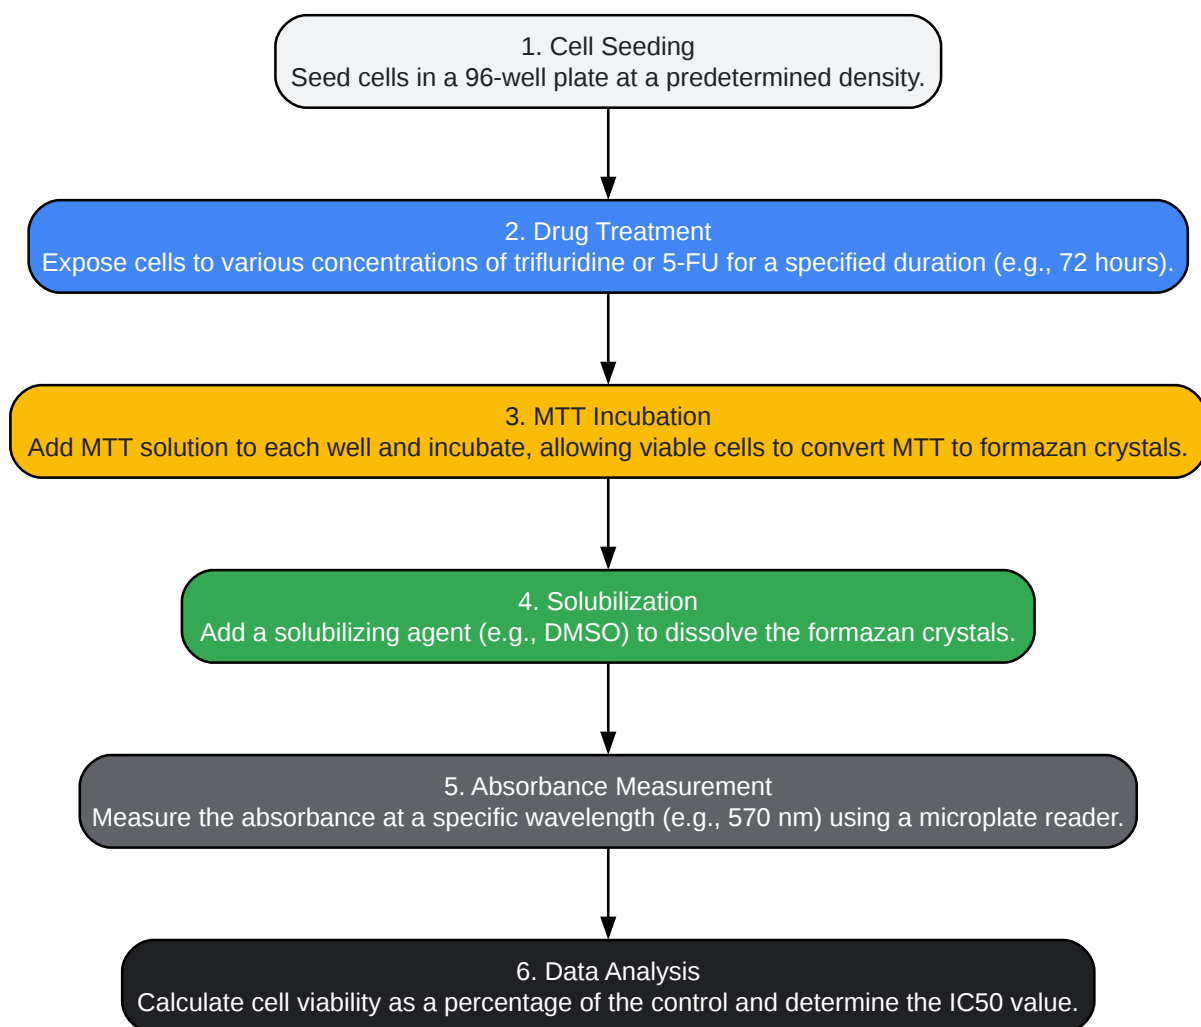 1. Cell Seeding
Seed cells in a 96-well plate at a predetermined density.
2. Drug Treatment
Expose cells to various concentrations of trifluridine or 5-FU for a specified duration (e.g., 72 hours).
3. MTT Incubation
Add MTT solution to each well and incubate, allowing viable cells to convert MTT to formazan crystals.
4. Solubilization
Add a solubilizing agent (e.g., DMSO) to dissolve the formazan crystals.
5. Absorbance Measurement
Measure the absorbance at a specific wavelength (e.g., 570 nm) using a microplate reader.
6. Data Analysis
Calculate cell viability as a percentage of the control and determine the IC50 value.